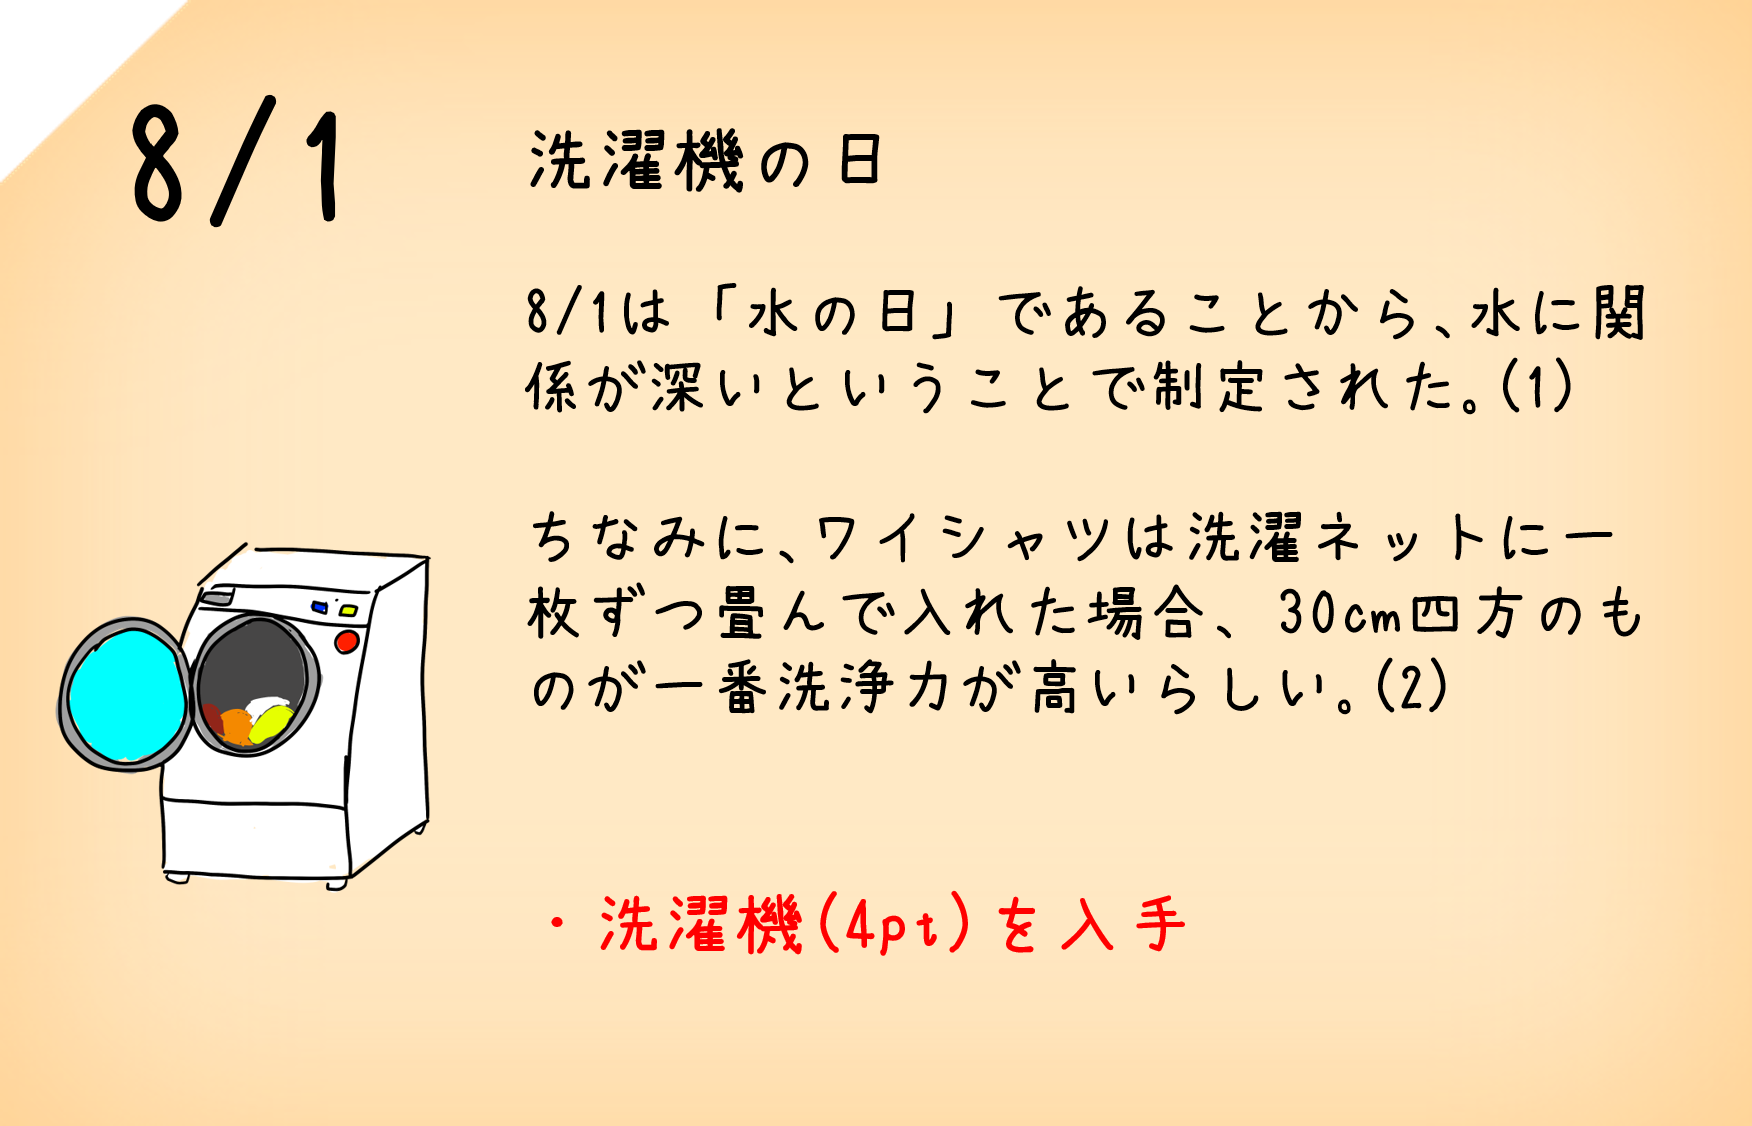 8/1
洗濯機の日
8/1は「水の日」であることから、水に関
係が深いということで制定された。(1)
ちなみに、ワイシャツは洗濯ネットに一
枚ずつ畳んで入れた場合、30cm四方のも
のが一番洗浄力が高いらしい。(2)
・洗濯機(4pt)を入手